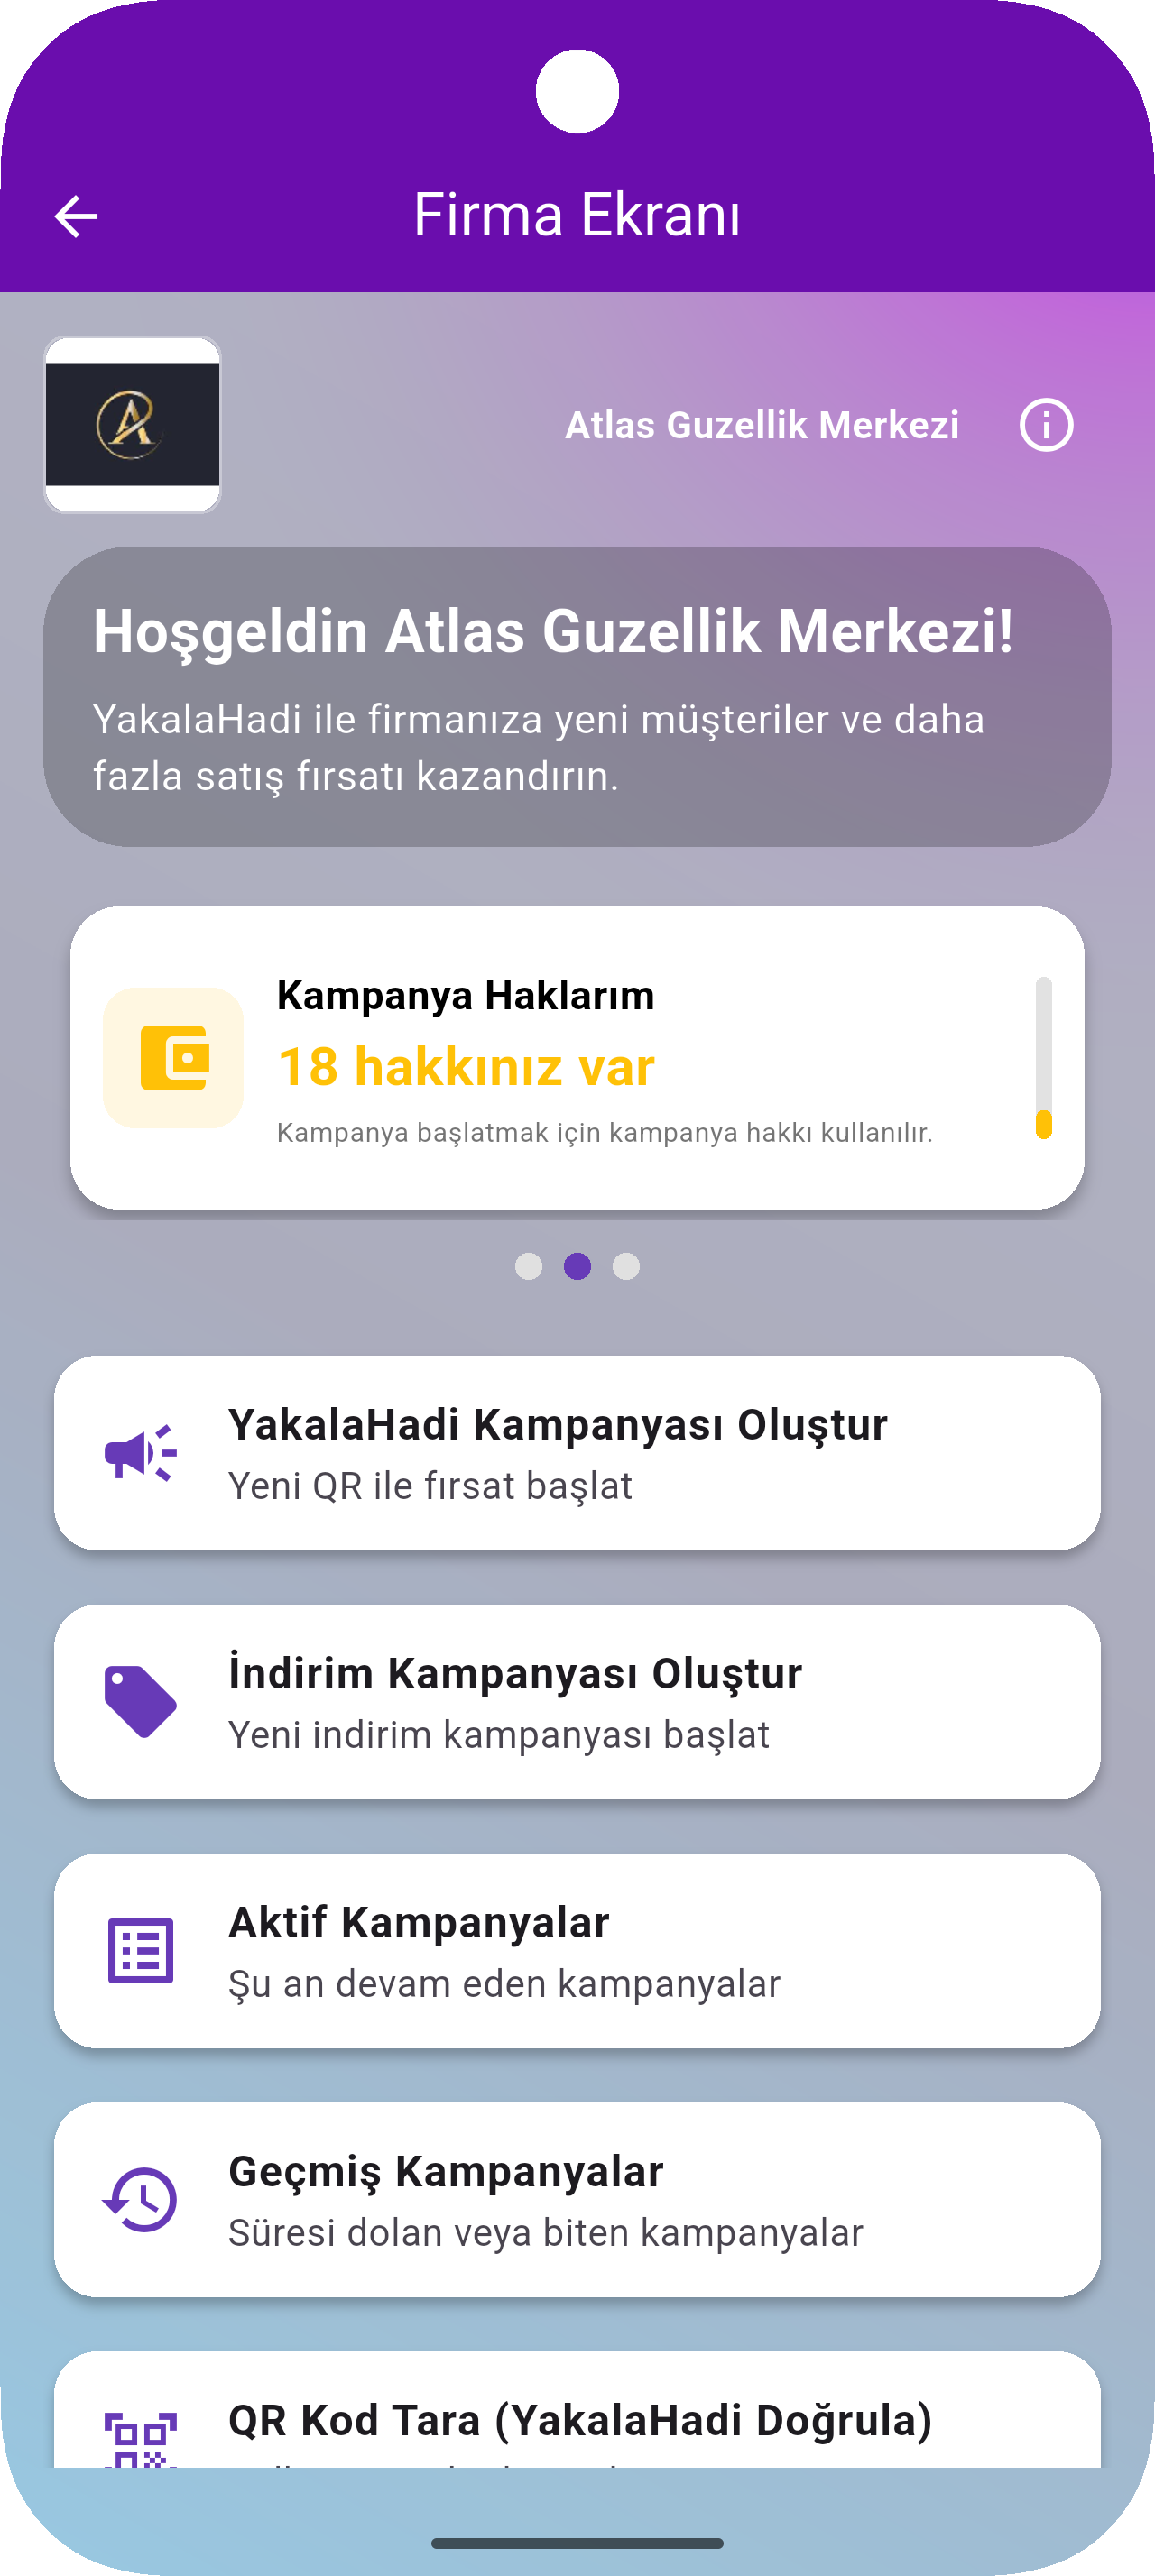 Firma Ekranı
Atlas Guzellik Merkezi
Hoşgeldin Atlas Guzellik Merkezi!
YakalaHadi ile firmanıza yeni müşteriler ve daha
fazla satış fırsatı kazandırın.
Kampanya Haklarım
18 hakkınız var
Kampanya başlatmak için kampanya hakkı kullanılır.
YakalaHadi Kampanyası Oluştur
Yeni QR ile fırsat başlat
İndirim Kampanyası Oluştur
Yeni indirim kampanyası başlat
Aktif Kampanyalar
Şu an devam eden kampanyalar
Geçmiş Kampanyalar
Süresi dolan veya biten kampanyalar
QR Kod Tara (YakalaHadi Doğrula)